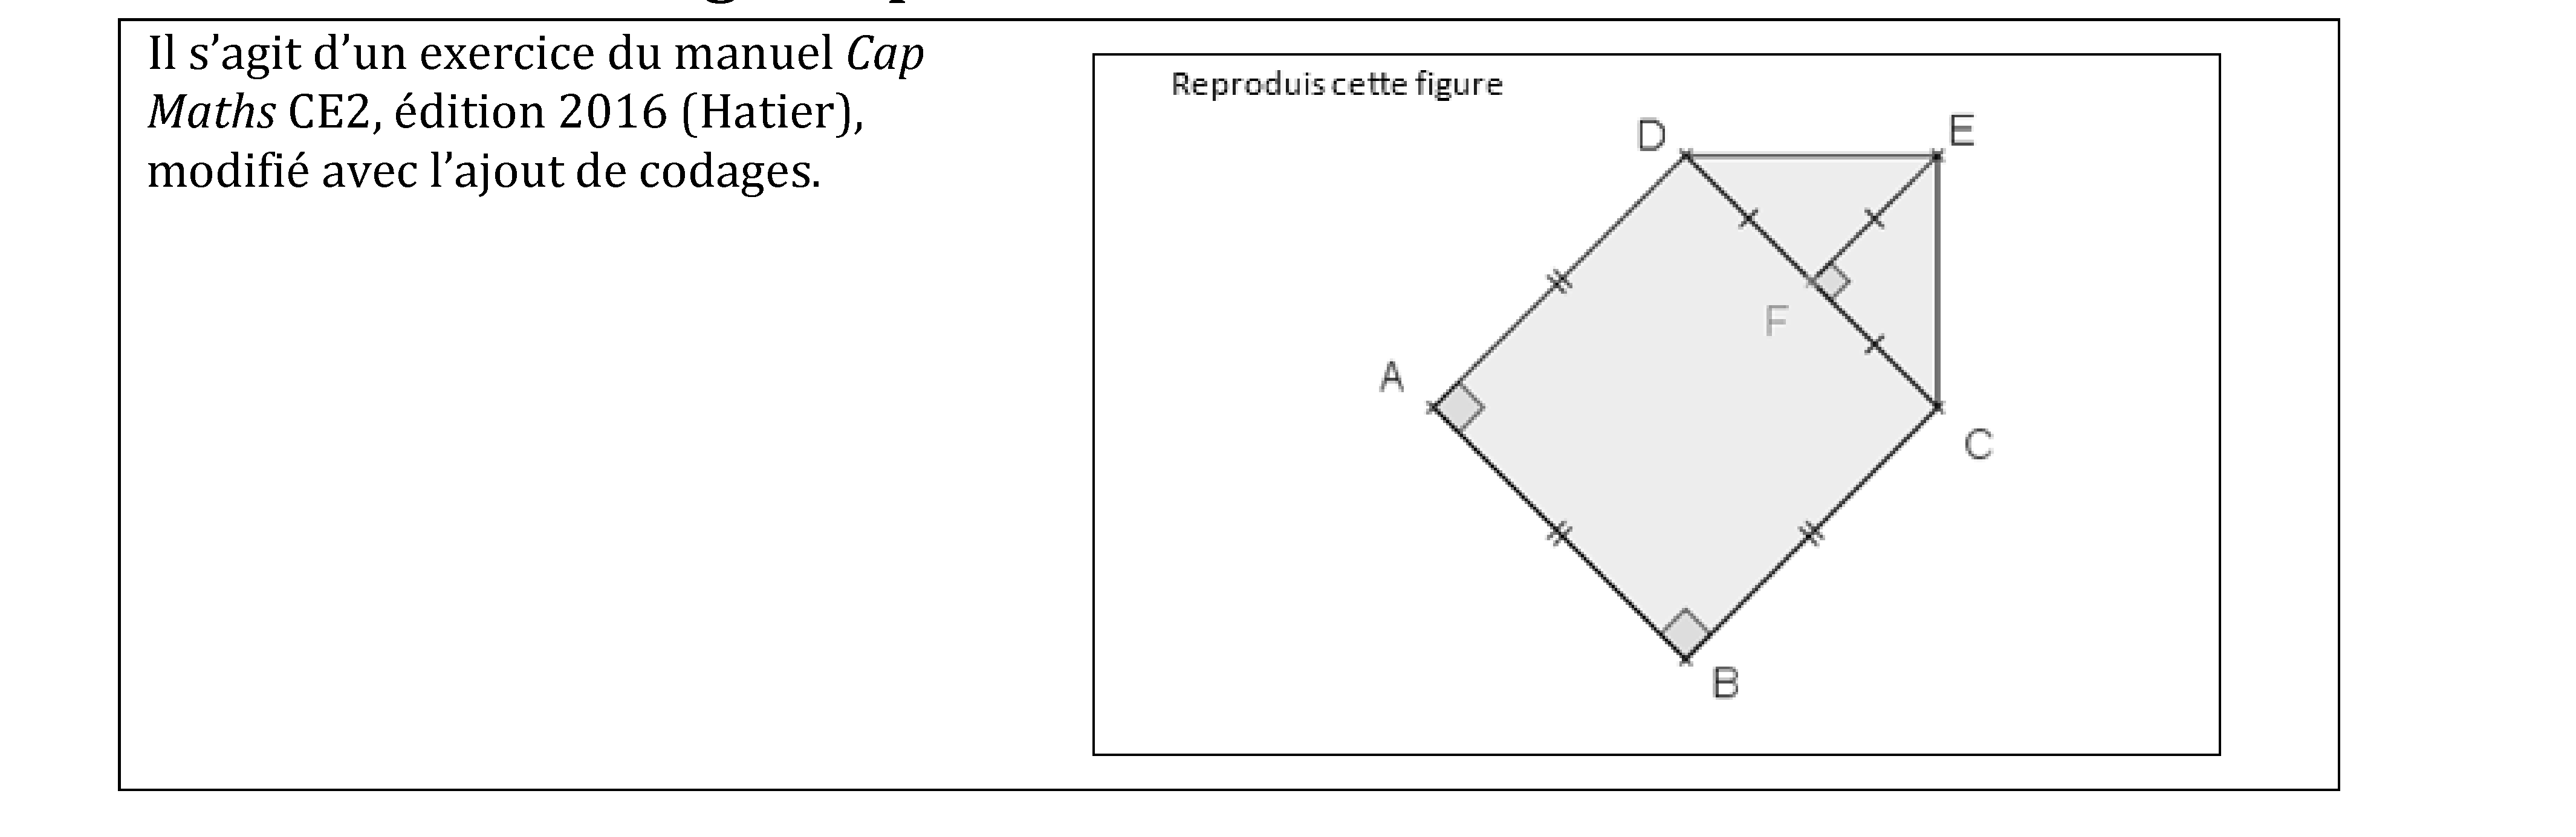 Il s’agit d’un exercice du manuel Cap
Maths CE2, édition 2016 (Hatier),
modifié avec l’ajout de codages.
Reproduis cette figure
D
E
F
A
C
B